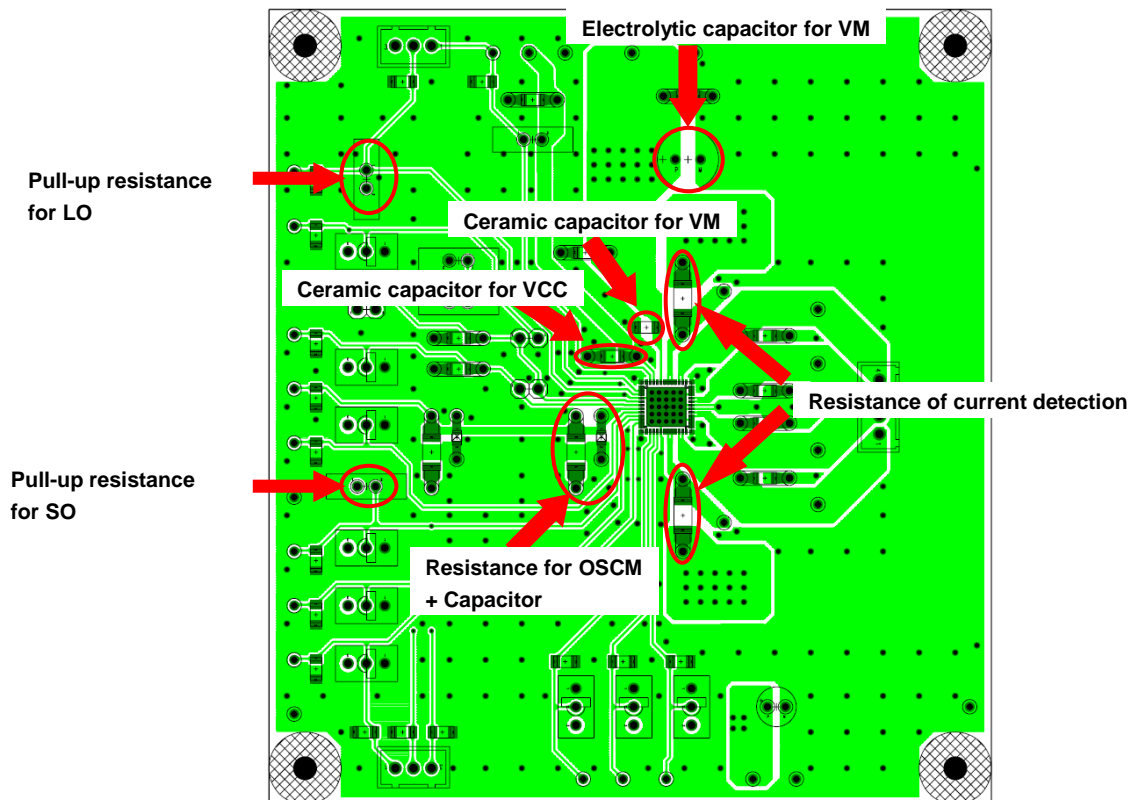 Electrolytic capacitor for VM
Pull-up resistance
for LO
Ceramic capacitor for VM
Ceramic capacitor for VCC
Resistance of current detection
Pull-up resistance
for SO
Resistance for OSCM
+ Capacitor